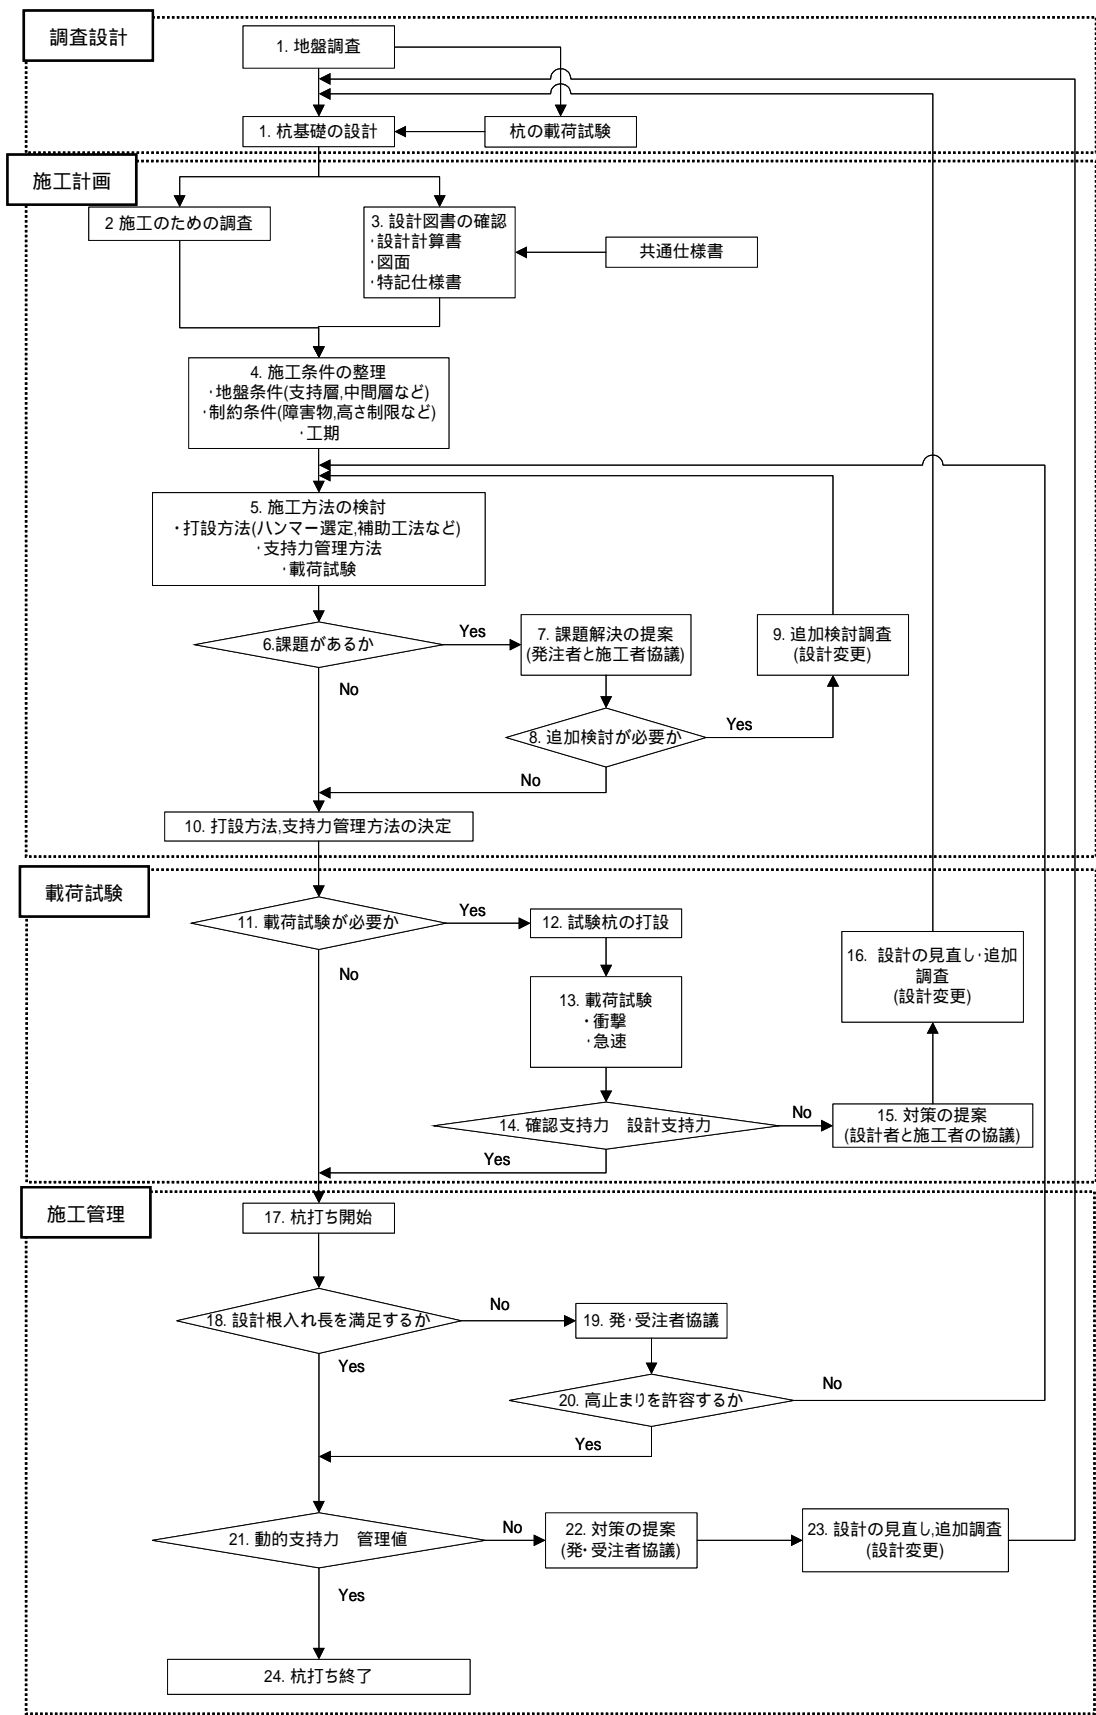 調査設計
1. 地盤調査
1. 杭基礎の設計
杭の載荷試験
施工計画
2 施工のための調査
3. 設計図書の確認
・設計計算書
・図面
・特記仕様書
共通仕様書
4. 施工条件の整理
・地盤条件(支持層,中間層など)
・制約条件(障害物,高さ制限など)
・工期
5. 施工方法の検討
・打設方法(ハンマー選定,補助工法など)
・支持力管理方法
・載荷試験
6.課題があるか
Yes
No
7. 課題解決の提案
(発注者と施工者協議)
8. 追加検討が必要か
Yes
No
9. 追加検討調査
(設計変更)
10. 打設方法,支持力管理方法の決定
載荷試験
11. 載荷試験が必要か
Yes
No
12. 試験杭の打設
13. 載荷試験
・衝撃
・急速
14. 確認支持力 設計支持力
No
Yes
15. 対策の提案
(設計者と施工者の協議)
16. 設計の見直し・追加
調査
(設計変更)
施工管理
17. 杭打ち開始
18. 設計根入れ長を満足するか
No
Yes
19. 発・受注者協議
20. 高止まりを許容するか
No
Yes
21. 動的支持力 管理値
No
Yes
22. 対策の提案
(発・受注者協議)
23. 設計の見直し,追加調査
(設計変更)
24. 杭打ち終了